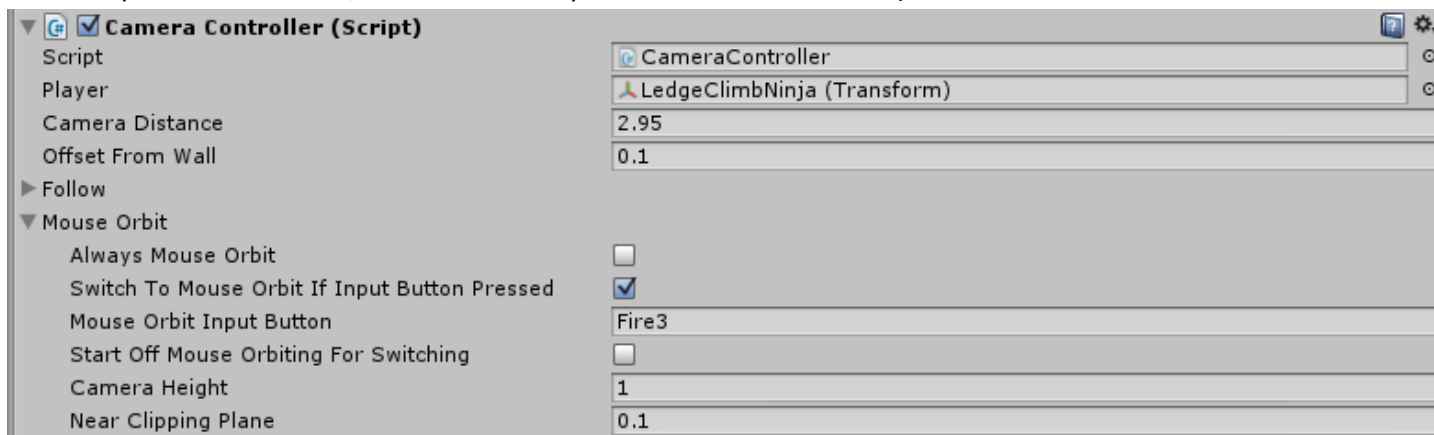 Camera Controller (Script)
Script CameraController
Player LedgeClimbNinja (Transform)
Camera Distance 2.95
Offset From Wall 0.1
Follow
Mouse Orbit
Always Mouse Orbit
Switch To Mouse Orbit If Input Button Pressed
Mouse Orbit Input Button Fire3
Start Off Mouse Orbiting For Switching
Camera Height 1
Near Clipping Plane 0.1